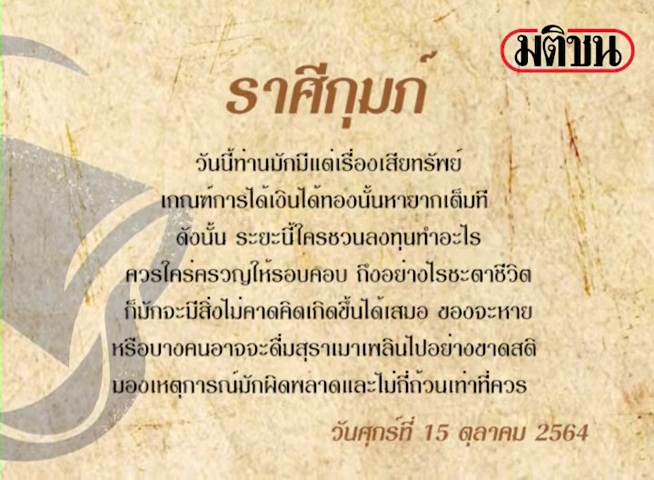 มติชน
ราศีกุมภ์
วันนี้ท่านมักมีแต่เรื่องเสียทรัพย์
เกณฑ์การได้เงินได้ทองนั้นหายากเต็มที
ดังนั้น ระยะนี้ใครชวนลงทุนทำอะไร
ควรใคร่ครวญให้รอบคอบ ถึงอย่างไรชะตาชีวิต
ก็มักจะมีสิ่งไม่คาดคิดเกิดขึ้นได้เสมอ ของจะหาย
หรือบางคนอาจจะดื่มสุราเมาเพลินไปอย่างขาดสติ
มองเหตุการณ์มักผิดพลาดและไม่ถี่ถ้วนเท่าที่ควร
วันศุกร์ที่ 15 ตุลาคม 2564